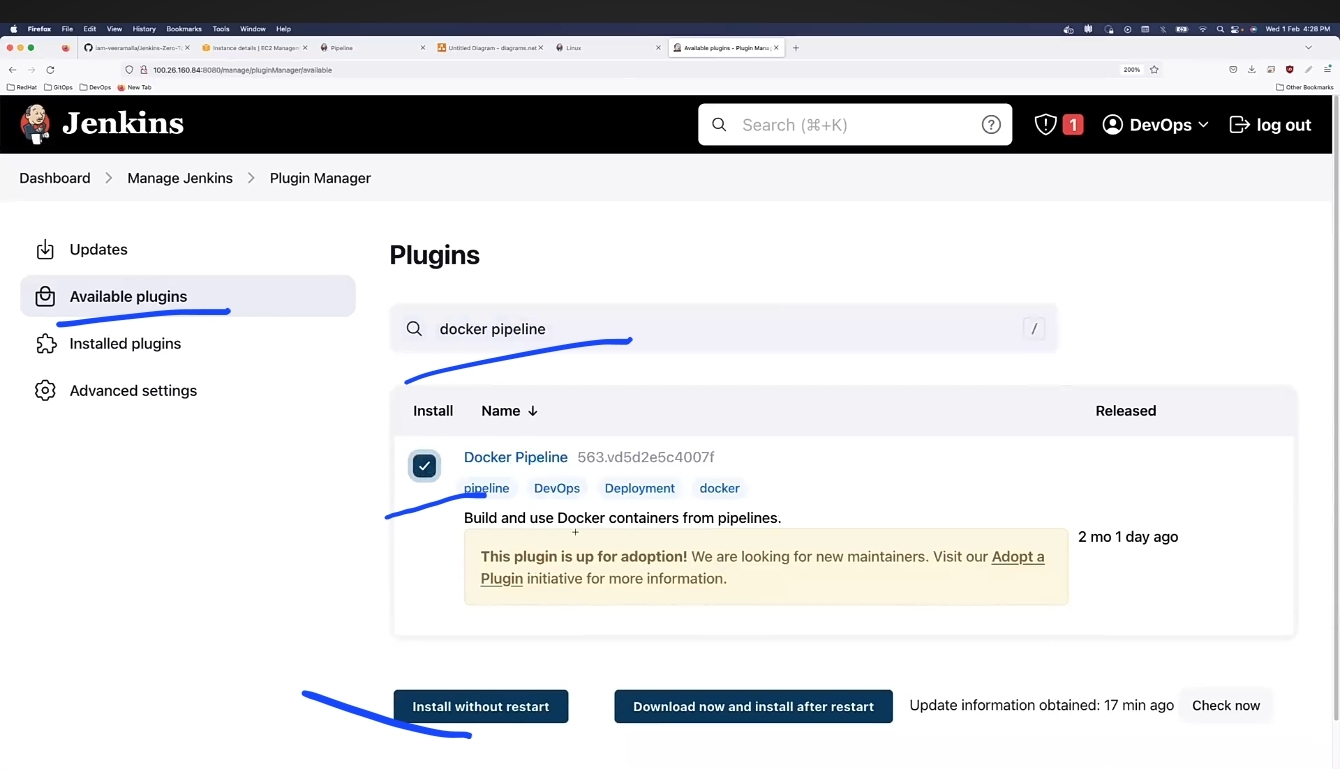 Firefox File Edit View History Bookmarks Tools Window Help Wed 1 Feb 4:28 PM
iam-veeramalla/Jenkins-Zero-T Instance details | EC2 Managem Pipeline Untitled Diagram - diagrams.net Linux Available plugins - Plugin Mana
100.26.160.84:8080/manage/pluginManager/available 200%
RedHat GitOps DevOps New Tab Other Bookmarks
Jenkins Search (⌘+K) ? 1 DevOps log out
Dashboard > Manage Jenkins > Plugin Manager
Updates
Available plugins
Installed plugins
Advanced settings
Plugins
docker pipeline /
Install Name ↓ Released
Docker Pipeline 563.vd5d2e5c4007f
pipeline DevOps Deployment docker
Build and use Docker containers from pipelines.
This plugin is up for adoption! We are looking for new maintainers. Visit our Adopt a
Plugin initiative for more information.
2 mo 1 day ago
Install without restart Download now and install after restart Update information obtained: 17 min ago Check now